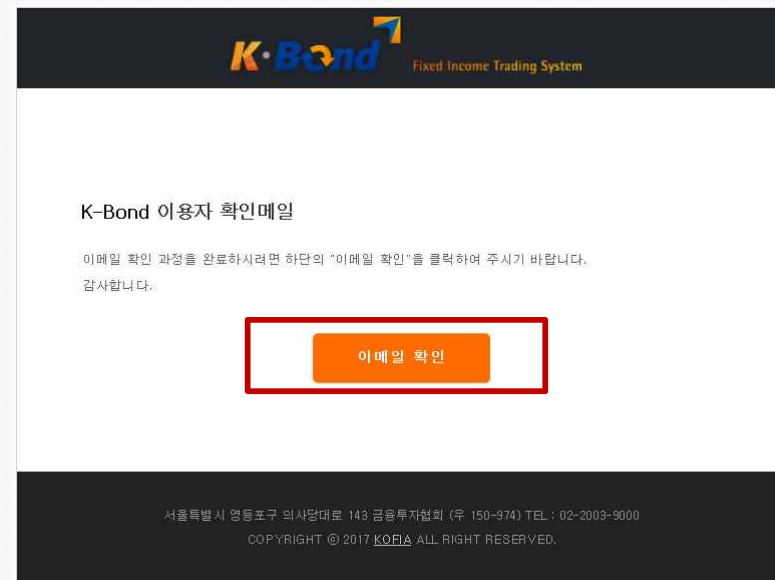 K·Bond Fixed Income Trading System
K-Bond 이용자 확인메일
이메일 확인 과정을 완료하시려면 하단의 "이메일 확인"을 클릭하여 주시기 바랍니다.
감사합니다.
이메일 확인
서울특별시 영등포구 의사당대로 143 금융투자협회 (우 150-974) TEL : 02-2003-9000
COPYRIGHT ⓒ 2017 KOFIA ALL RIGHT RESERVED.